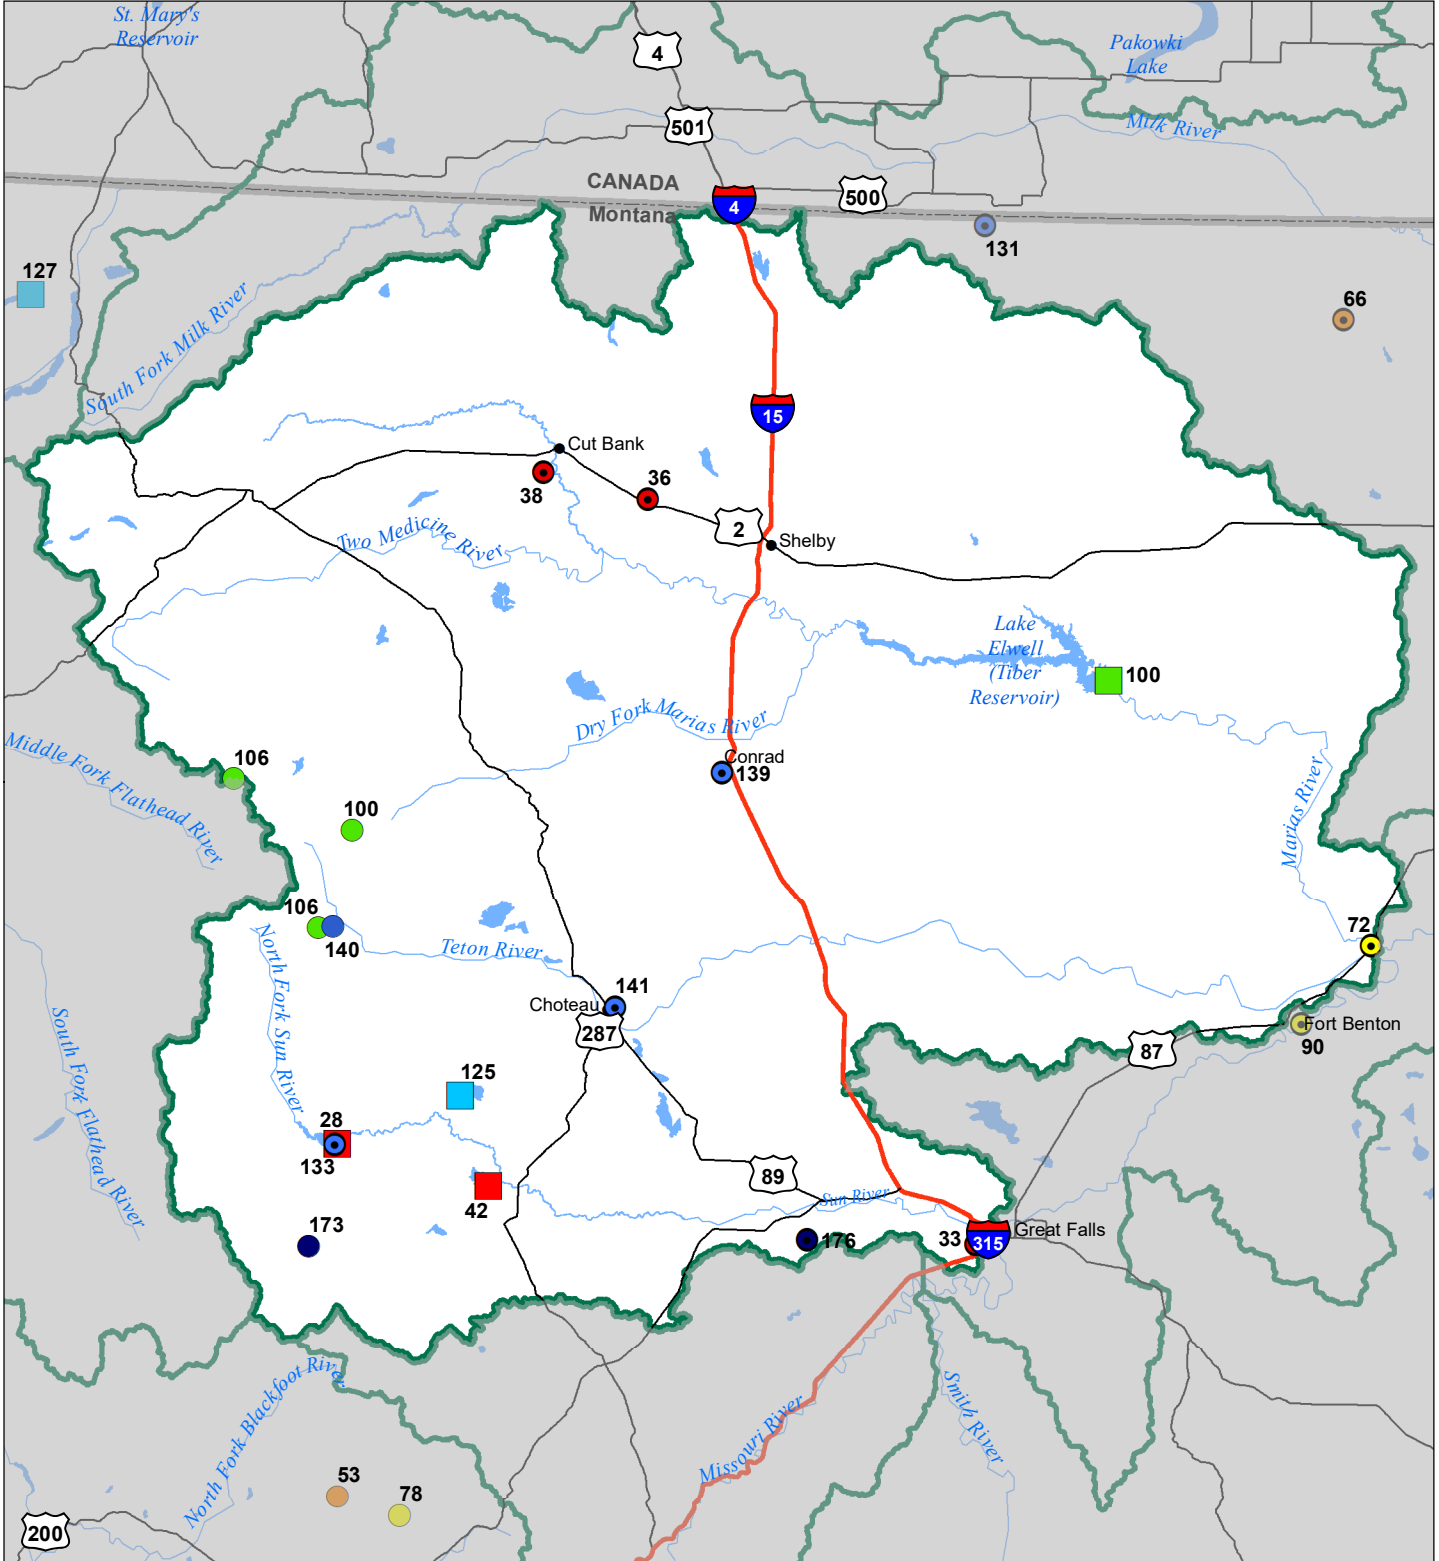 St. Mary's
Reservoir
4
Pakowki
Lake
501
Milk River
CANADA
Montana
4
500
131
127
66
South Fork Milk River
15
Cut Bank
38
36
2
Shelby
Two Medicine River
Lake
Elwell
(Tiber
Reservoir)
100
Dry Fork Marias River
Middle Fork Flathead River
106
Conrad
139
100
Marias River
106
140
North Fork Sun River
Teton River
72
141
Choteau
287
Fort Benton
90
87
South Fork Flathead River
125
28
133
42
89
Sun River
173
176
33
315
Great Falls
North Fork Blackfoot River
Missouri River
Smith River
53
78
200